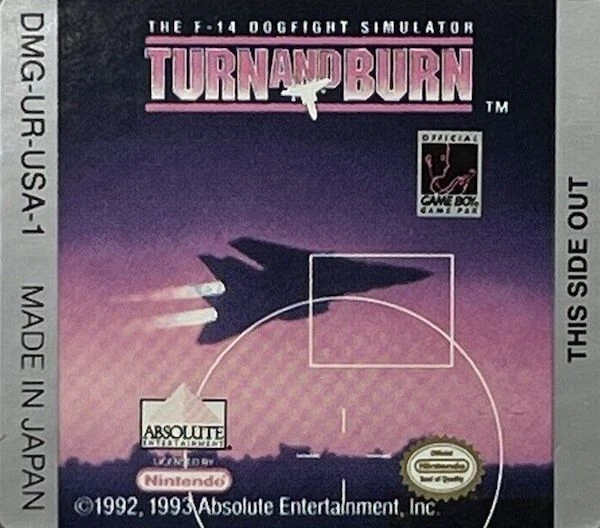 THE F-14 DOGFIGHT SIMULATOR
TURN AND BURN
TM
OFFICIAL
GAME BOY
GAME PAK
DMG-UR-USA-1 MADE IN JAPAN
THIS SIDE OUT
ABSOLUTE
ENTERTAINMENT
LICENSED BY
Nintendo
Official
Nintendo
Seal of Quality
©1992, 1993 Absolute Entertainment, Inc.